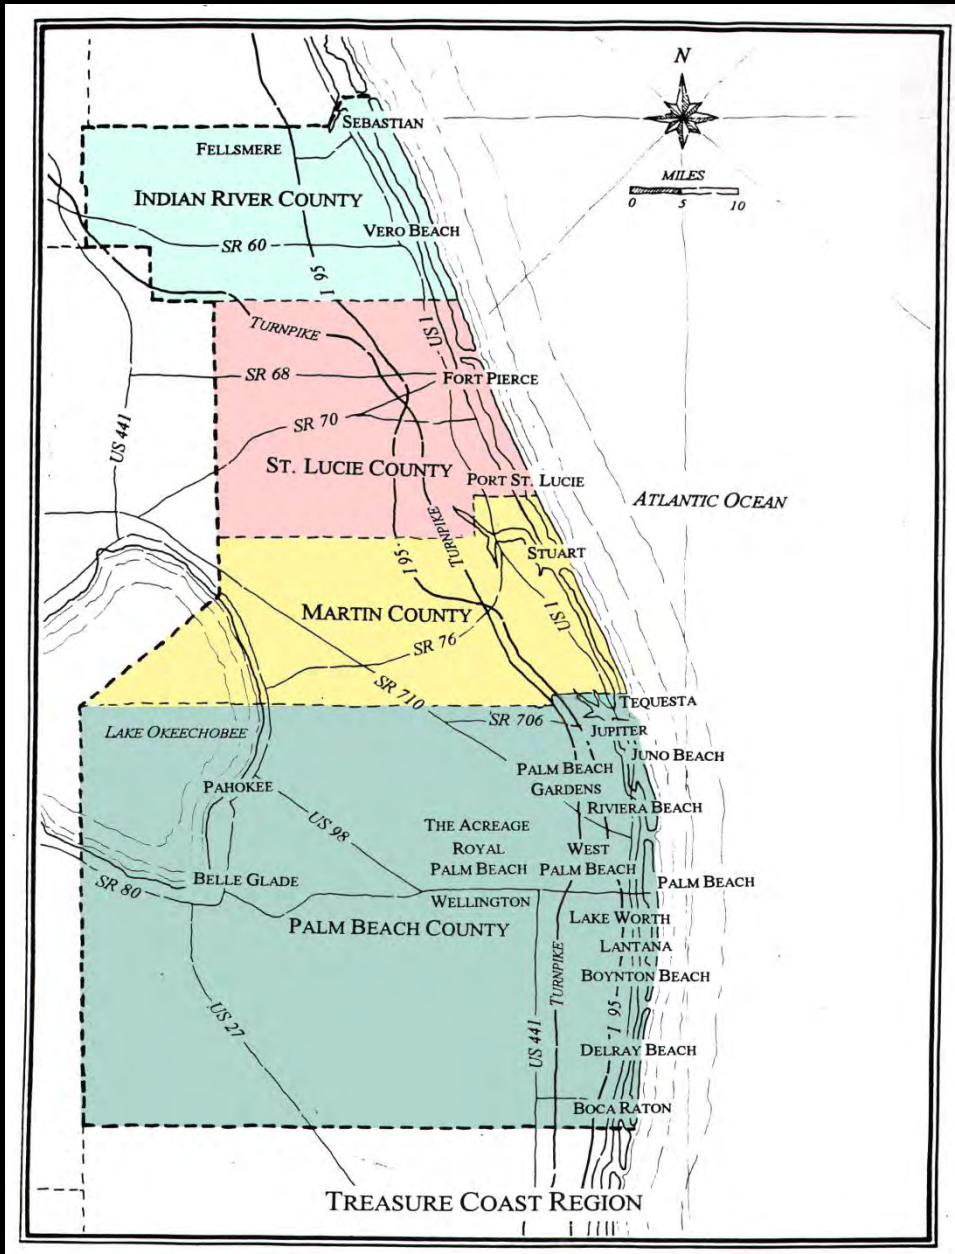 N
SEBASTIAN
FELLSMERE
MILES
0 5 10
INDIAN RIVER COUNTY
VERO BEACH
SR 60
I 95
TURNPIKE
US 1
SR 68
FORT PIERCE
US 441
SR 70
ST. LUCIE COUNTY
PORT ST. LUCIE
ATLANTIC OCEAN
TURNPIKE
I 95
STUART
MARTIN COUNTY
US 1
SR 76
SR 710
TEQUESTA
SR 706
JUPITER
LAKE OKEECHOBEE
JUNO BEACH
PALM BEACH
GARDENS
PAHOKEE
RIVIERA BEACH
US 98
THE ACREAGE
ROYAL
PALM BEACH
WEST
PALM BEACH
SR 80
BELLE GLADE
PALM BEACH
WELLINGTON
LAKE WORTH
PALM BEACH COUNTY
LANTANA
TURNPIKE
BOYNTON BEACH
I 95
US 27
US 441
DELRAY BEACH
BOCA RATON
TREASURE COAST REGION